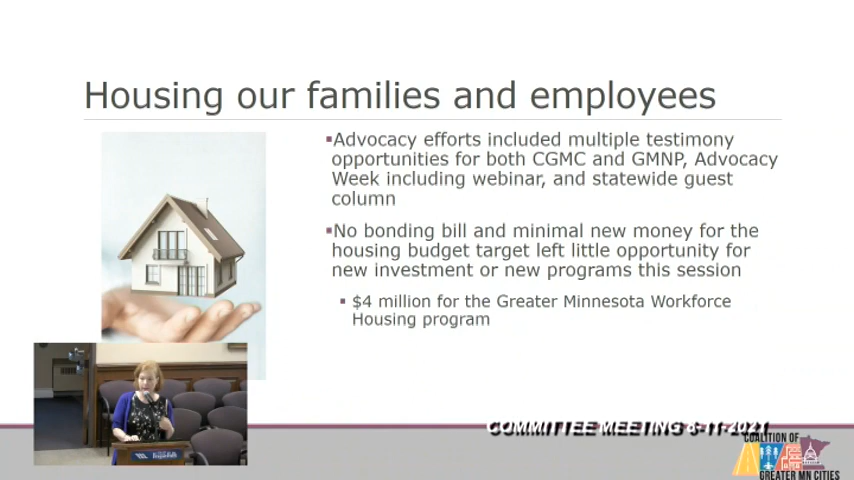 Housing our families and employees
▪Advocacy efforts included multiple testimony
opportunities for both CGMC and GMNP, Advocacy
Week including webinar, and statewide guest
column
▪No bonding bill and minimal new money for the
housing budget target left little opportunity for
new investment or new programs this session
▪ $4 million for the Greater Minnesota Workforce
Housing program
COMMITTEE MEETING 8-11-2021
COALITION OF
GREATER MN CITIES